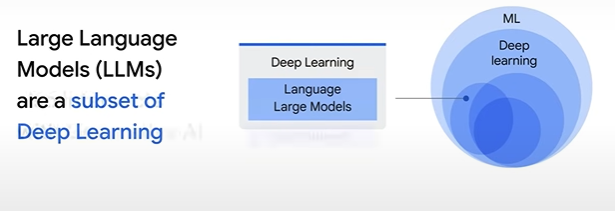 Large Language
Models (LLMs)
are a subset of
Deep Learning
Deep Learning
Language
Large Models
ML
Deep
learning